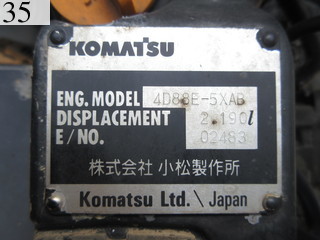 35
KOMATSU
ENG. MODEL 4D88E-5XAB
DISPLACEMENT 2.190ℓ
E/NO. 02483
株式会社 小松製作所
Komatsu Ltd. Japan